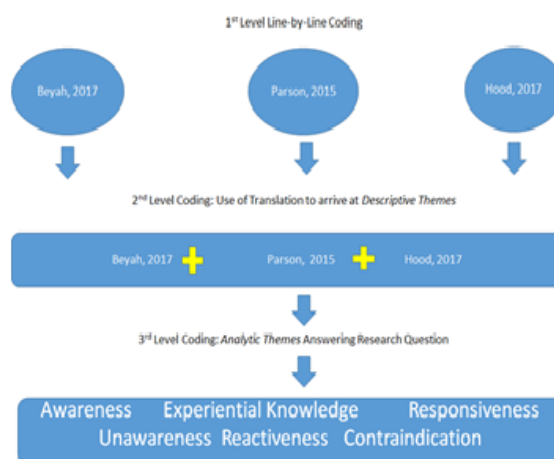 1st Level Line-by-Line Coding
Beyah, 2017 Parson, 2015 Hood, 2017
2nd Level Coding: Use of Translation to arrive at Descriptive Themes
Beyah, 2017 + Parson, 2015 + Hood, 2017
3rd Level Coding: Analytic Themes Answering Research Question
Awareness Experiential Knowledge Responsiveness
Unawareness Reactiveness Contraindication